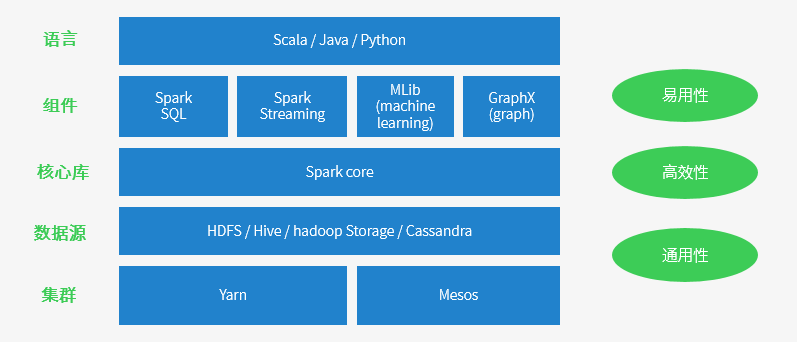 语言
Scala / Java / Python
组件
Spark
SQL
Spark
Streaming
MLib
(machine
learning)
GraphX
(graph)
核心库
Spark core
数据源
HDFS / Hive / hadoop Storage / Cassandra
集群
Yarn
Mesos
易用性
高效性
通用性